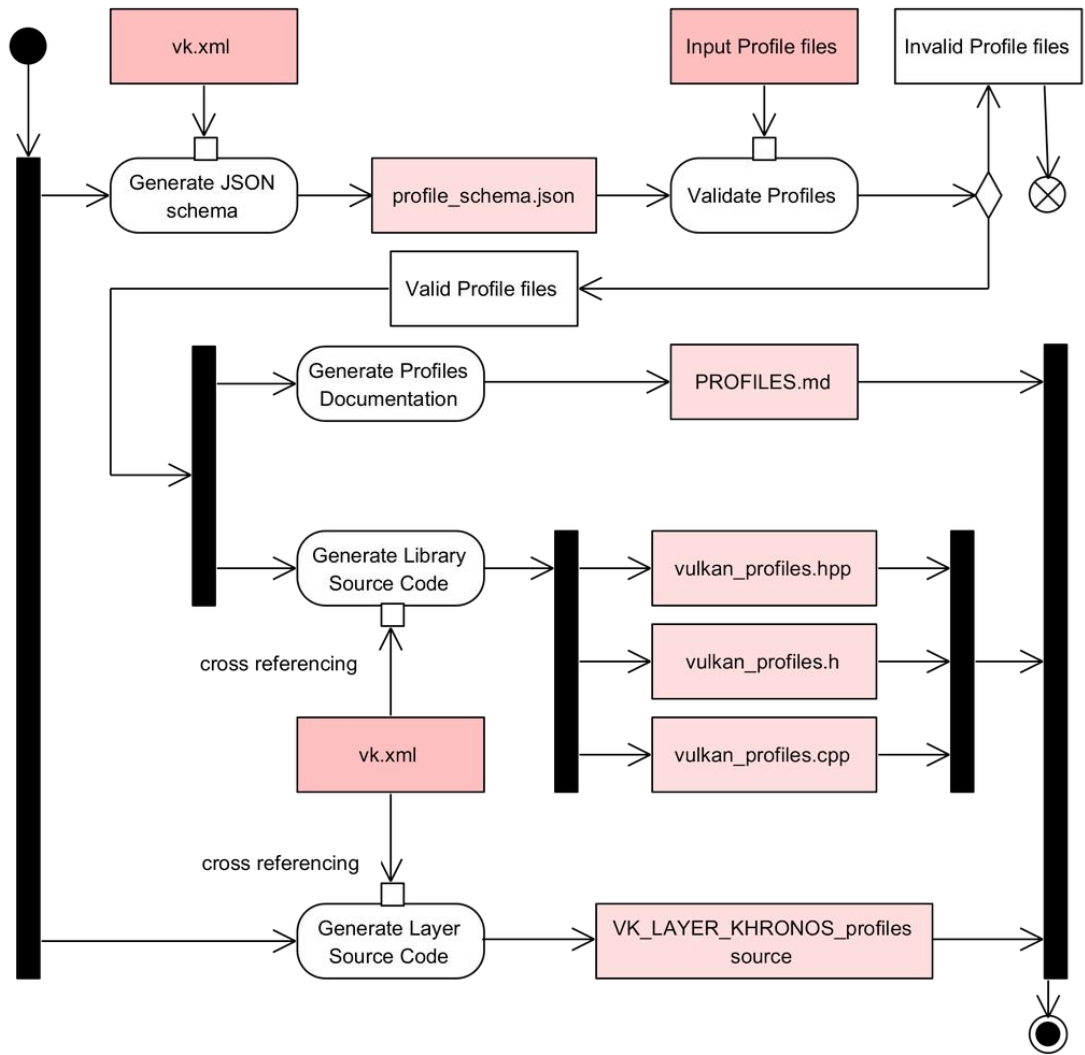 vk.xml
Input Profile files
Invalid Profile files
Generate JSON
schema
profile_schema.json
Validate Profiles
Valid Profile files
Generate Profiles
Documentation
PROFILES.md
Generate Library
Source Code
vulkan_profiles.hpp
cross referencing
vulkan_profiles.h
vk.xml
vulkan_profiles.cpp
cross referencing
Generate Layer
Source Code
VK_LAYER_KHRONOS_profiles
source